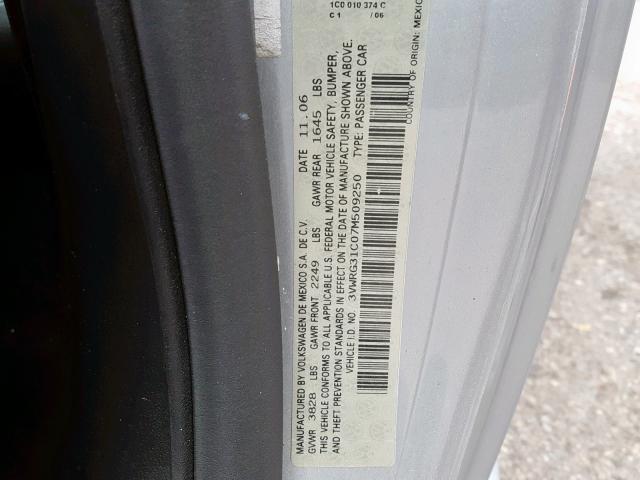 MANUFACTURED BY VOLKSWAGEN DE MEXICO S.A. DE C.V. DATE 11.06
GVWR 3828 LBS GAWR FRONT 2249 LBS GAWR REAR 1645 LBS
THIS VEHICLE CONFORMS TO ALL APPLICABLE U.S. FEDERAL MOTOR VEHICLE SAFETY, BUMPER,
AND THEFT PREVENTION STANDARDS IN EFFECT ON THE DATE OF MANUFACTURE SHOWN ABOVE.
VEHICLE I.D. NO. 3VWRG31C07M509250 TYPE: PASSENGER CAR
COUNTRY OF ORIGIN: MEXIC
1C0 010 374 C
C 1 / 06